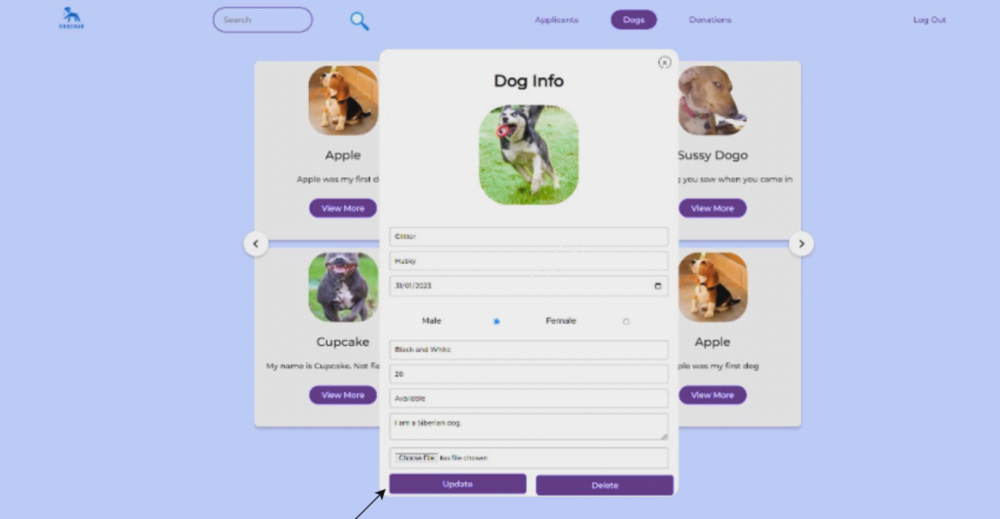 Search
Applicants
Dogs
Donations
Log Out
Dog Info
Apple
Apple was my first d
View More
Sussy Dogo
you saw when you came in
View More
Glitter
Husky
31/01/2023
Male
Female
Black and White
20
Available
I am a Siberian dog.
Choose File No file chosen
Update
Delete
Cupcake
My name is Cupcake. Not fic
View More
Apple
ple was my first dog
View More